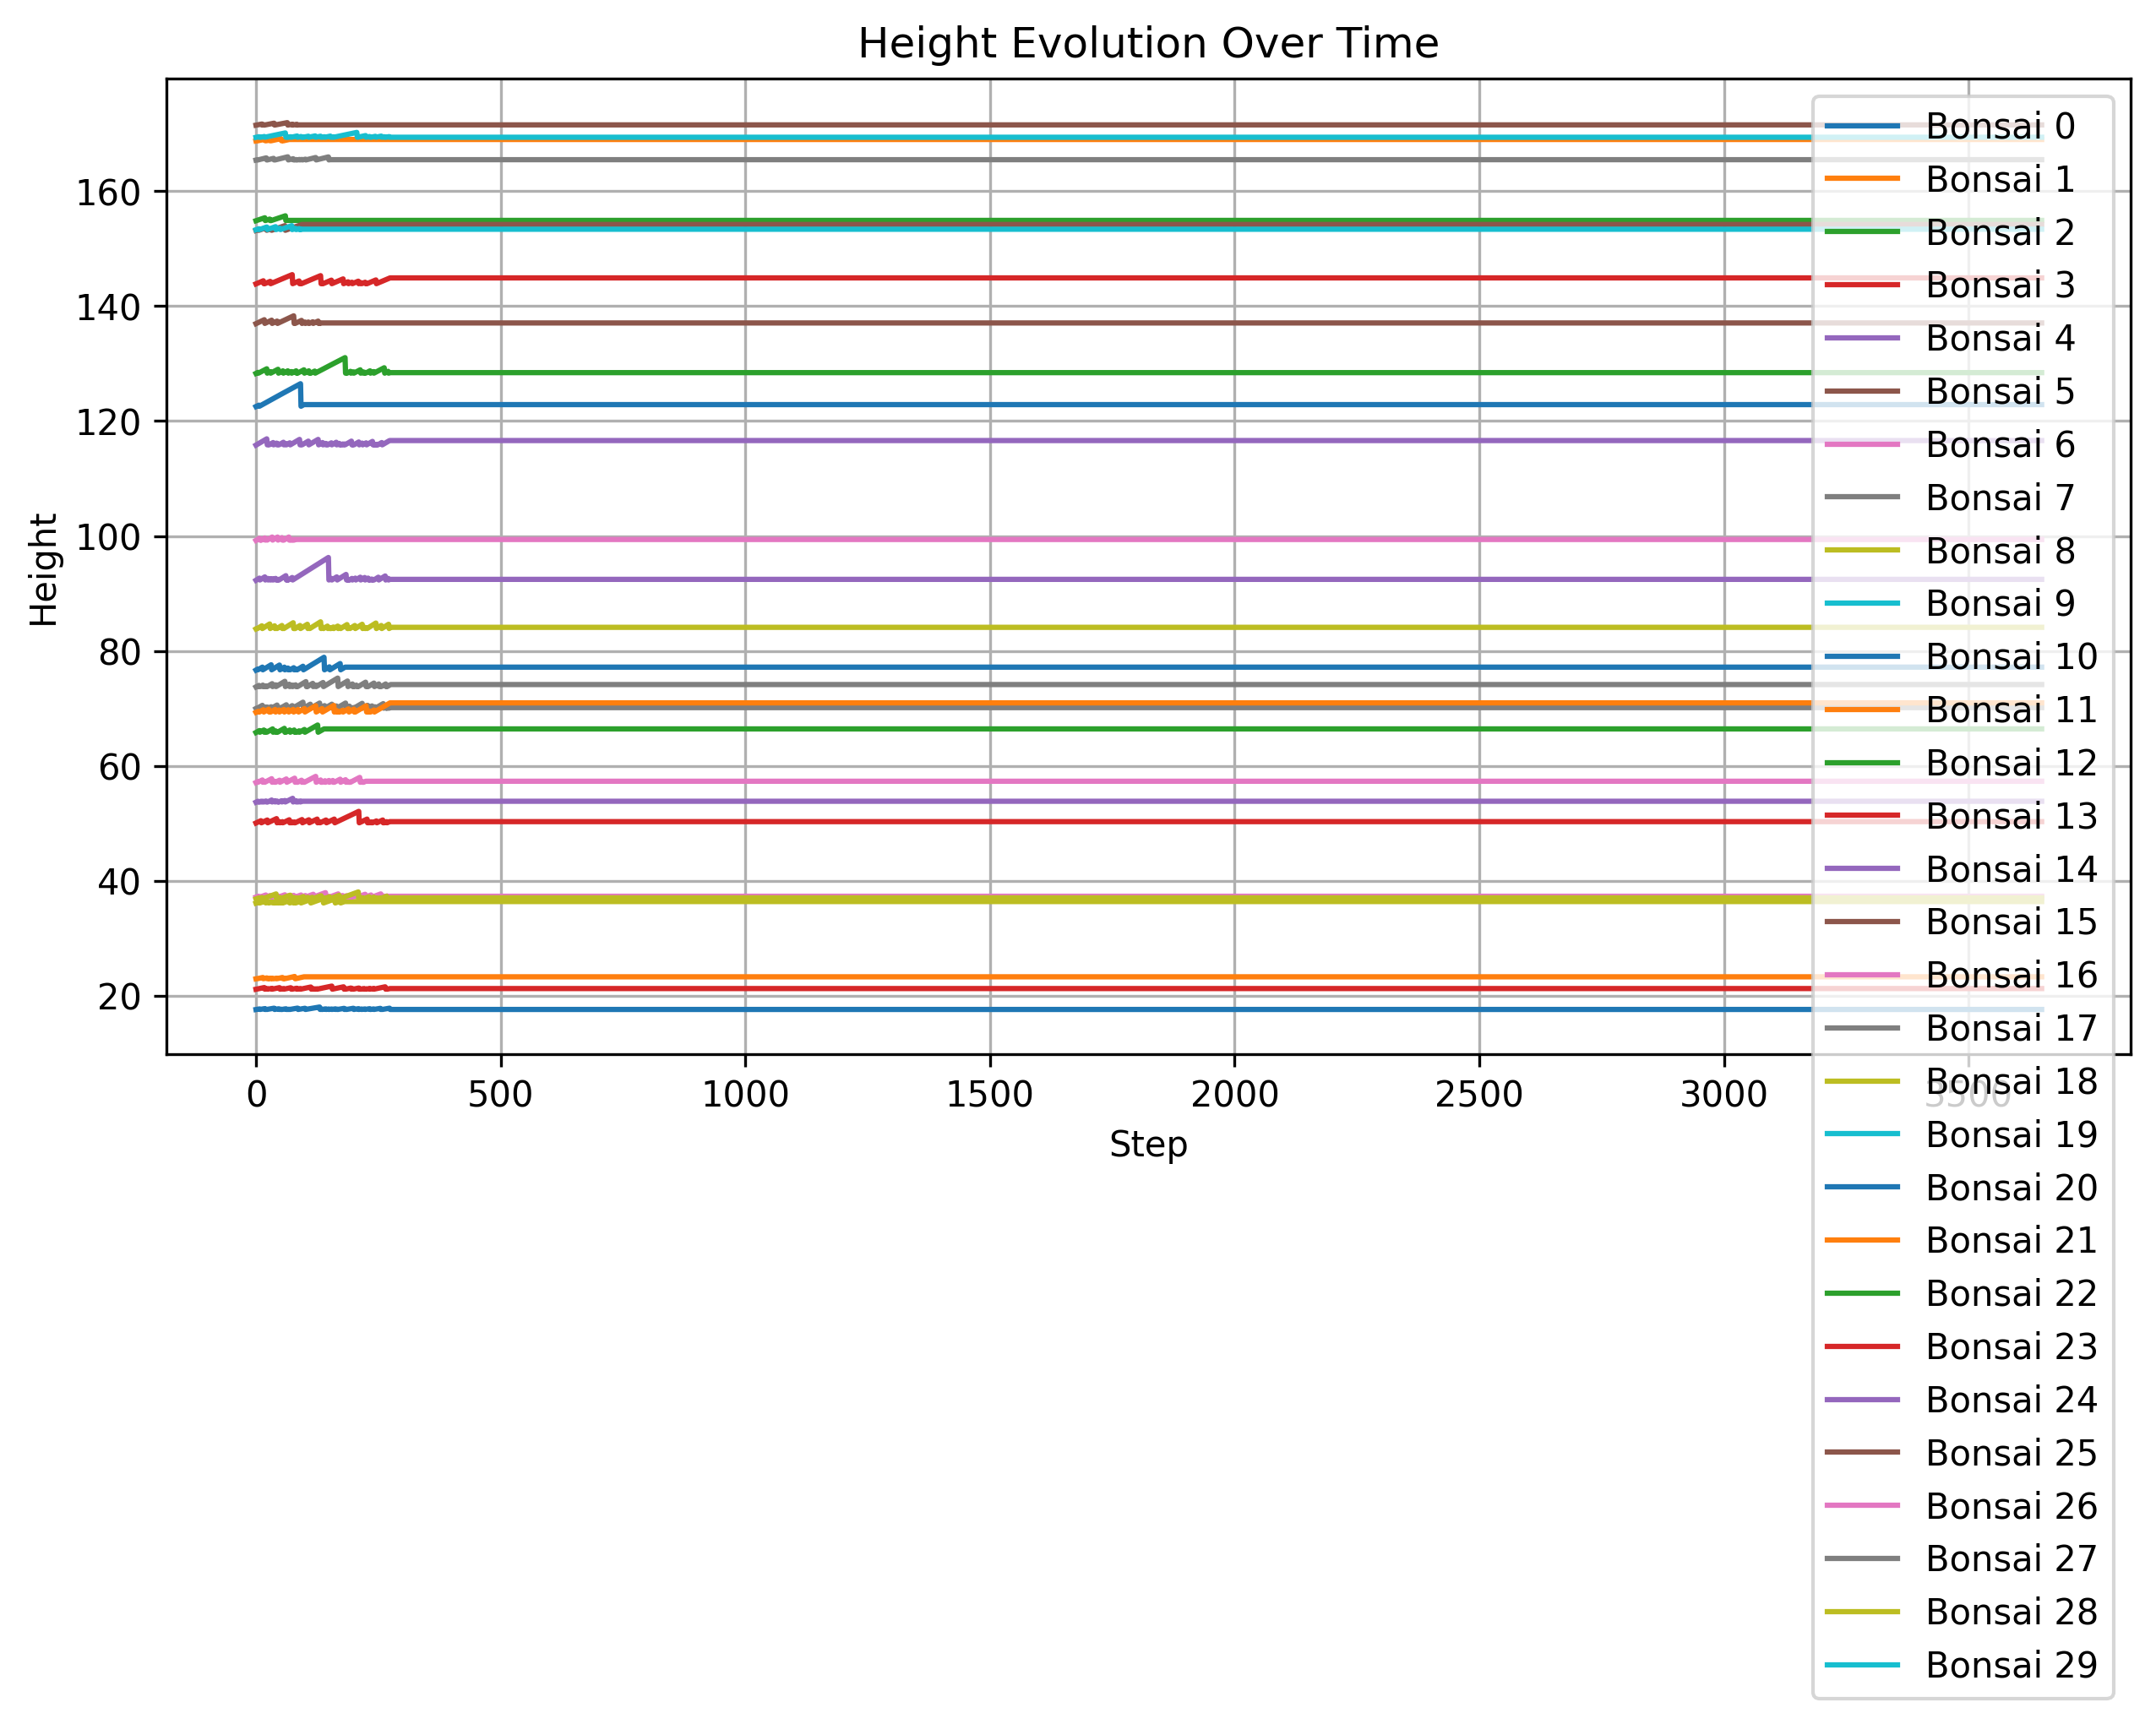 Height Evolution Over Time
Height
160
140
120
100
80
60
40
20
0 500 1000 1500 2000 2500 3000 3500
Step
Bonsai 0
Bonsai 1
Bonsai 2
Bonsai 3
Bonsai 4
Bonsai 5
Bonsai 6
Bonsai 7
Bonsai 8
Bonsai 9
Bonsai 10
Bonsai 11
Bonsai 12
Bonsai 13
Bonsai 14
Bonsai 15
Bonsai 16
Bonsai 17
Bonsai 18
Bonsai 19
Bonsai 20
Bonsai 21
Bonsai 22
Bonsai 23
Bonsai 24
Bonsai 25
Bonsai 26
Bonsai 27
Bonsai 28
Bonsai 29